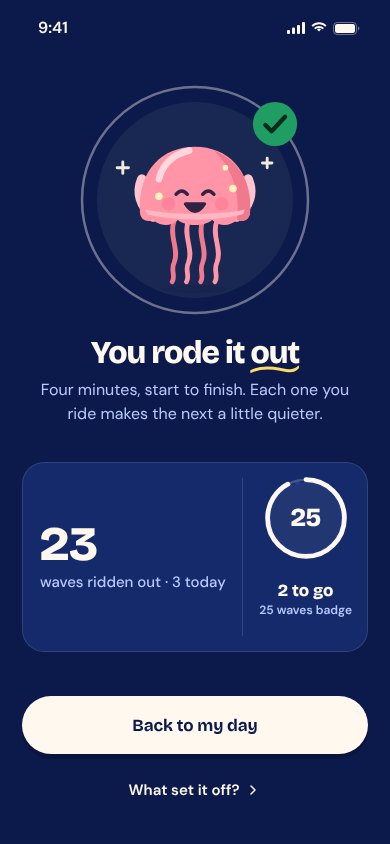 9:41
You rode it out
Four minutes, start to finish. Each one you
ride makes the next a little quieter.
23
waves ridden out · 3 today
25
2 to go
25 waves badge
Back to my day
What set it off?